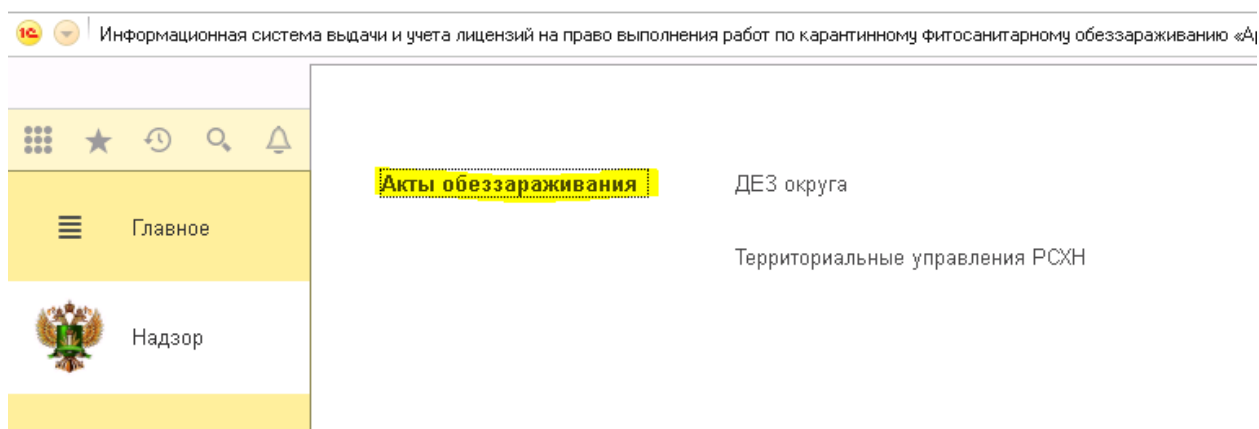 1С Информационная система выдачи и учета лицензий на право выполнения работ по карантинному фитосанитарному обеззараживанию «А
Акты обеззараживания ДЕЗ округа
Главное
Территориальные управления РСХН
Надзор